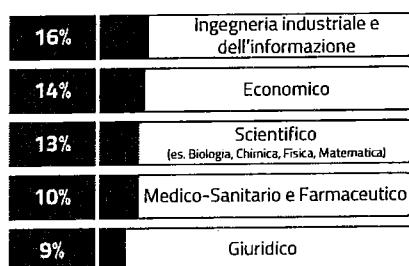 16%
Ingegneria industriale e
dell'informazione
14%
Economico
13%
Scientifico
(es. Biologia, Chimica, Fisica, Matematica)
10%
Medico-Sanitario e Farmaceutico
9%
Giuridico